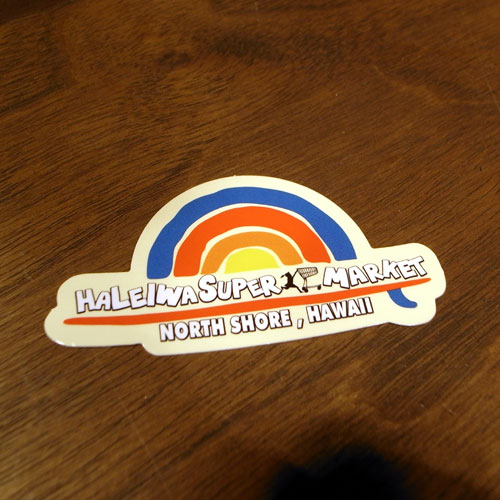 HALEIWA SUPER MARKET
NORTH SHORE, HAWAII